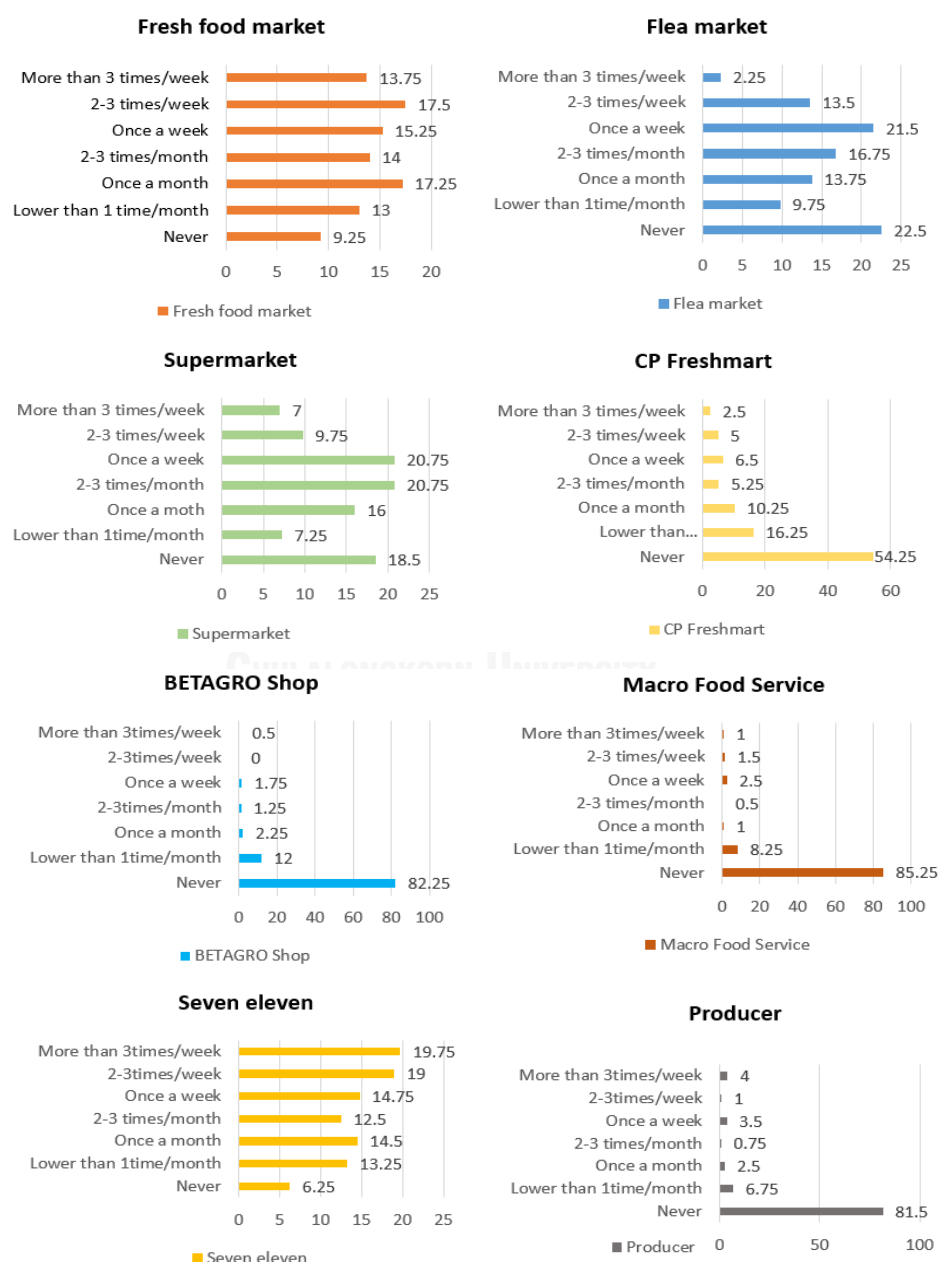 Fresh food market
More than 3 times/week 13.75
2-3 times/week 17.5
Once a week 15.25
2-3 times/month 14
Once a month 17.25
Lower than 1 time/month 13
Never 9.25
0 5 10 15 20
Fresh food market
Flea market
More than 3 times/week 2.25
2-3 times/week 13.5
Once a week 21.5
2-3 times/month 16.75
Once a month 13.75
Lower than 1time/month 9.75
Never 22.5
0 5 10 15 20 25
Flea market
Supermarket
More than 3 times/week 7
2-3 times/week 9.75
Once a week 20.75
2-3 times/month 20.75
Once a moth 16
Lower than 1time/month 7.25
Never 18.5
0 5 10 15 20 25
Supermarket
CP Freshmart
More than 3 times/week 2.5
2-3 times/week 5
Once a week 6.5
2-3 times/month 5.25
Once a month 10.25
Lower than... 16.25
Never 54.25
0 20 40 60
CP Freshmart
CHULALONGKORN UNIVERSITY
BETAGRO Shop
More than 3times/week 0.5
2-3times/week 0
Once a week 1.75
2-3times/month 1.25
Once a month 2.25
Lower than 1time/month 12
Never 82.25
0 20 40 60 80 100
BETAGRO Shop
Macro Food Service
More than 3times/week 1
2-3 times/week 1.5
Once a week 2.5
2-3 times/month 0.5
Once a month 1
Lower than 1time/month 8.25
Never 85.25
0 20 40 60 80 100
Macro Food Service
Seven eleven
More than 3times/week 19.75
2-3times/week 19
Once a week 14.75
2-3 times/month 12.5
Once a month 14.5
Lower than 1time/month 13.25
Never 6.25
0 5 10 15 20 25
Seven eleven
Producer
More than 3times/week 4
2-3times/week 1
Once a week 3.5
2-3 times/month 0.75
Once a month 2.5
Lower than 1time/month 6.75
Never 81.5
0 50 100
Producer